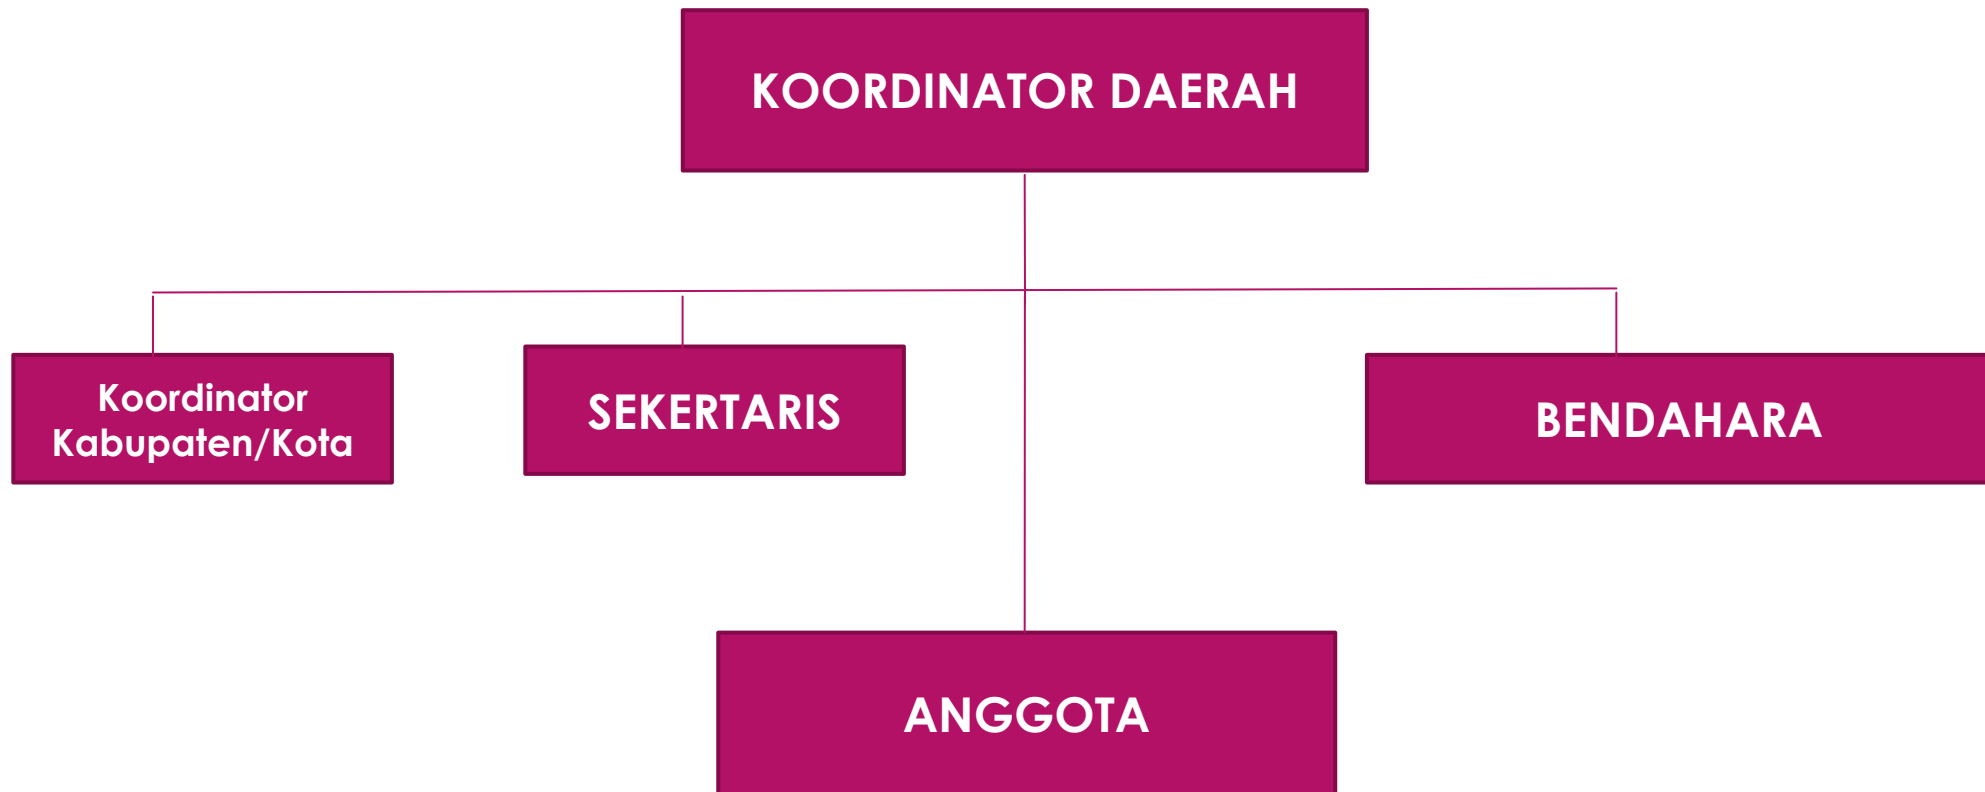 KOORDINATOR DAERAH
Koordinator
Kabupaten/Kota
SEKERTARIS
BENDAHARA
ANGGOTA